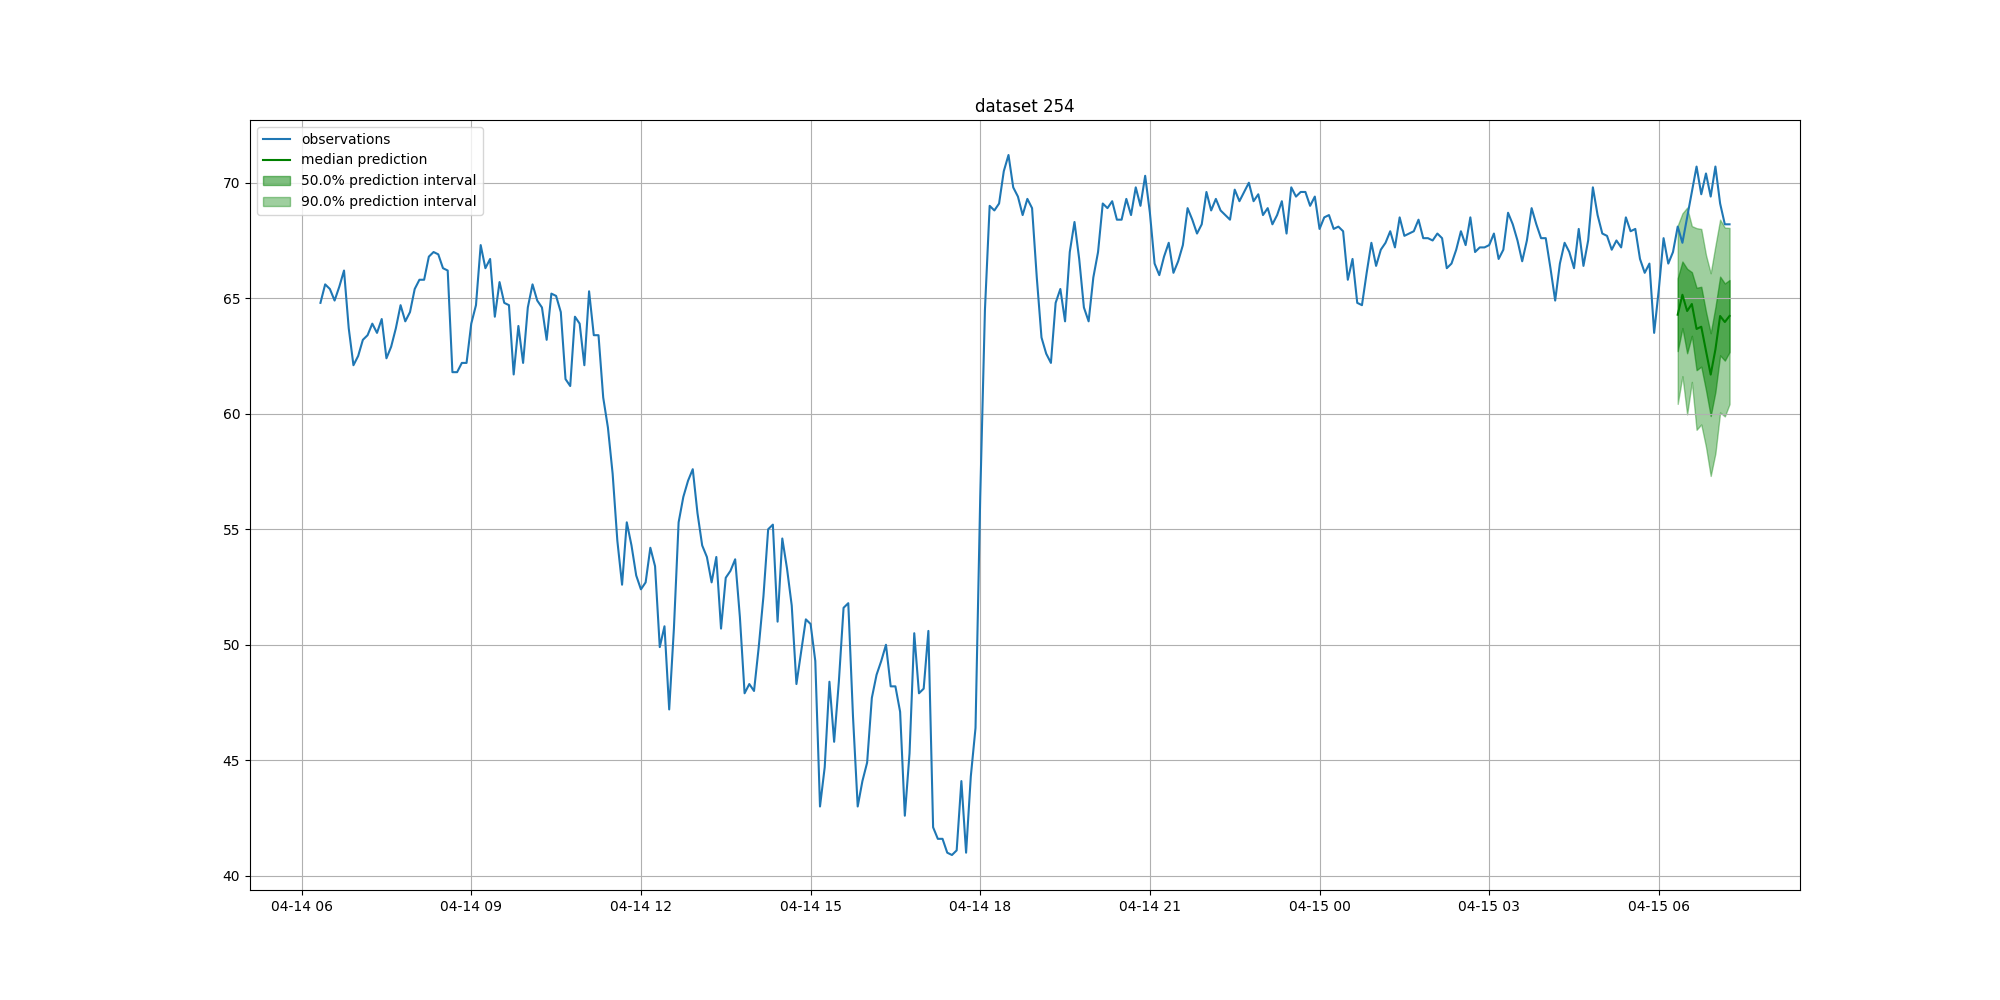 dataset 254
observations
median prediction
50.0% prediction interval
90.0% prediction interval
70
65
60
55
50
45
40
04-14 06 04-14 09 04-14 12 04-14 15 04-14 18 04-14 21 04-15 00 04-15 03 04-15 06